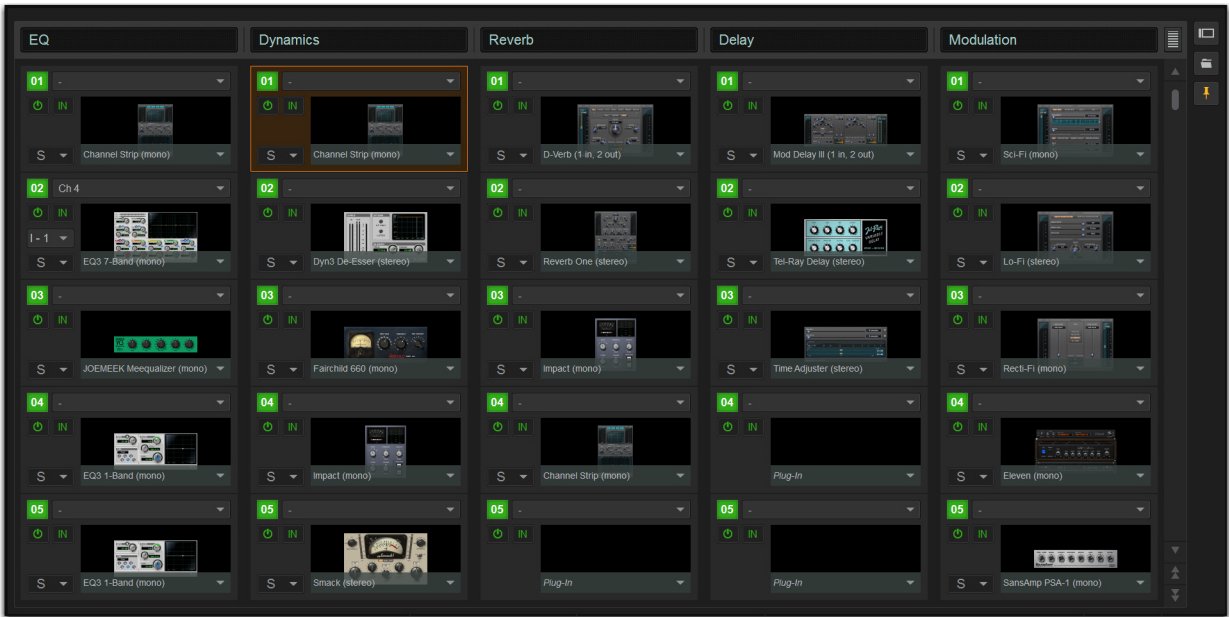 EQ Dynamics Reverb Delay Modulation
01 - 01 - 01 - 01 - 01 -
IN IN IN IN IN
S Channel Strip (mono) S Channel Strip (mono) S D-Verb (1 in, 2 out) S Mod Delay III (1 in, 2 out) S Sci-Fi (mono)
02 Ch 4 02 - 02 - 02 - 02 -
IN IN IN IN IN
Tel-Ray
VARIABLE
DELAY
I - 1
S EQ3 7-Band (mono) S Dyn3 De-Esser (stereo) S Reverb One (stereo) S Tel-Ray Delay (stereo) S Lo-Fi (stereo)
03 - 03 - 03 - 03 - 03 -
IN IN IN IN IN
S JOEMEEK Meequalizer (mono) S Fairchild 660 (mono) S Impact (mono) S Time Adjuster (stereo) S Recti-Fi (mono)
04 - 04 - 04 - 04 - 04 -
IN IN IN IN IN
S EQ3 1-Band (mono) S Impact (mono) S Channel Strip (mono) Plug-In S Eleven (mono)
05 - 05 - 05 - 05 - 05 -
IN IN IN IN IN
S EQ3 1-Band (mono) S Smack (stereo) Plug-In Plug-In S SansAmp PSA-1 (mono)